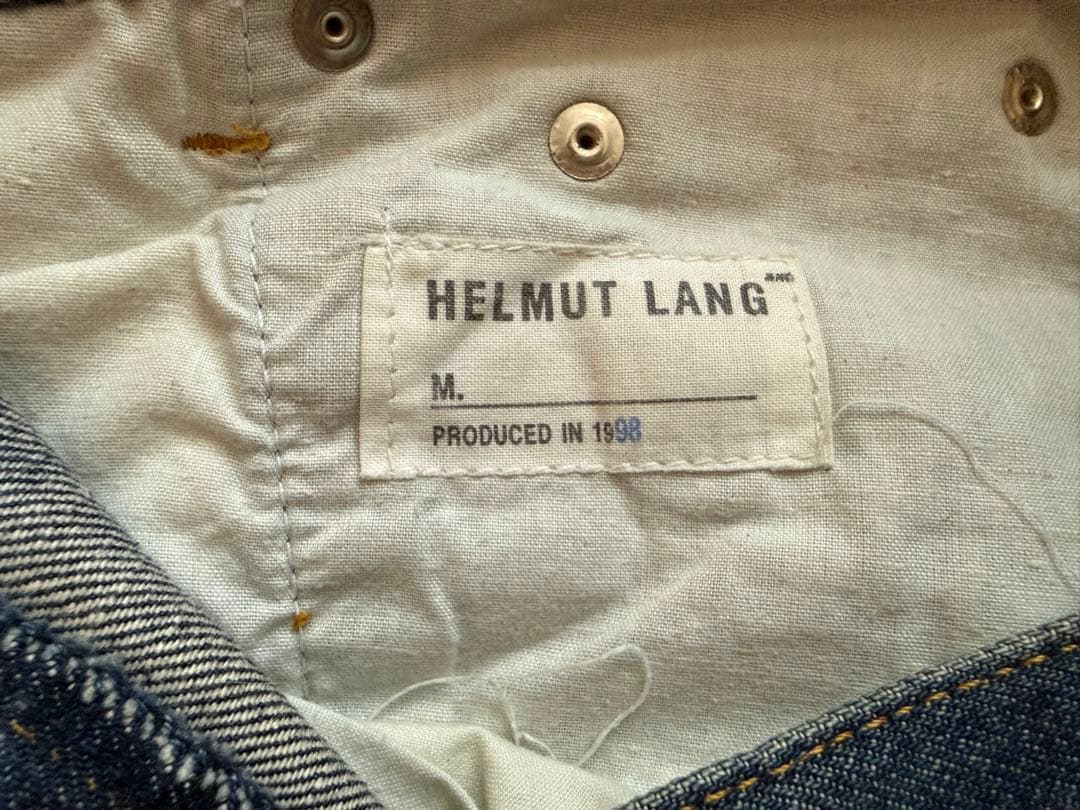 HELMUT LANG
M.
PRODUCED IN 1998